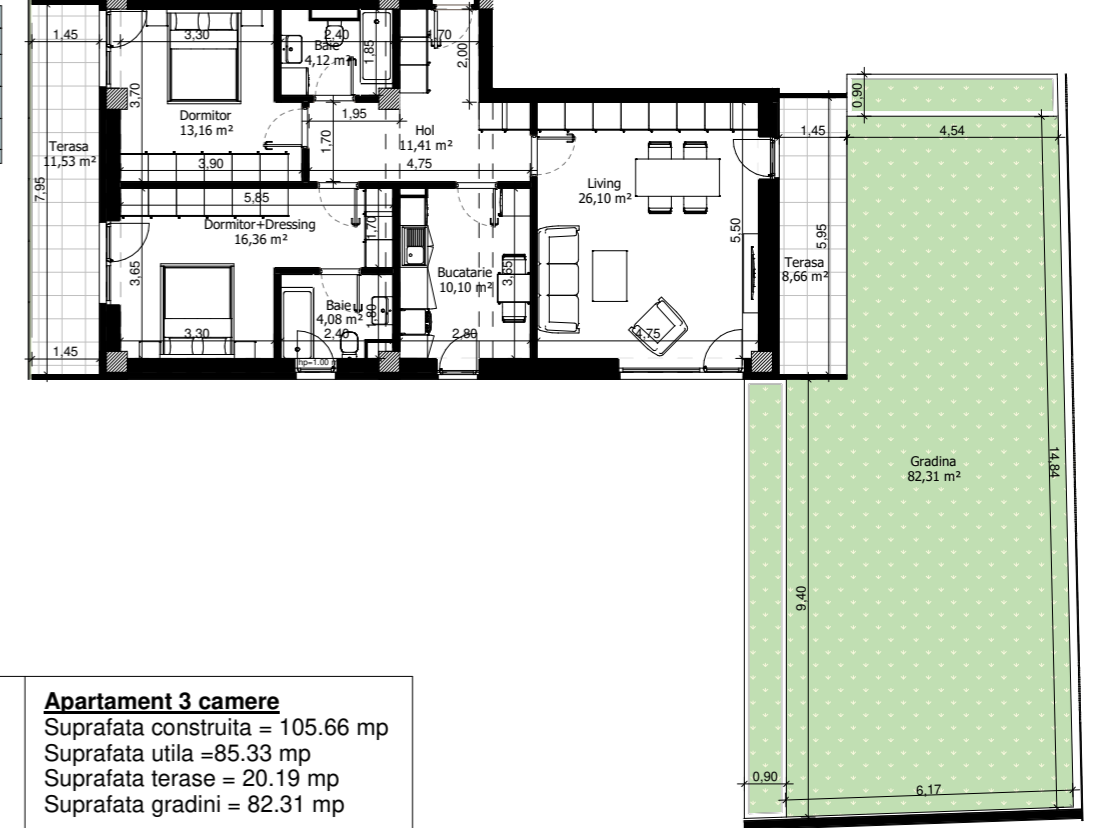 1,45
3,30
2,40
1,70
Baie
4,12 m²
1,85
2,00
3,70
Dormitor
13,16 m²
1,95
1,70
Hol
11,41 m²
Terasa
11,53 m²
7,95
3,90
4,75
5,85
Dormitor+Dressing
16,36 m²
1,70
Living
26,10 m²
5,50
1,45
0,90
4,54
5,95
Terasa
8,66 m²
3,65
Bucatarie
10,10 m²
3,65
Baie
4,08 m²
1,80
3,30
2,40
2,80
4,75
1,45
hp=1.00
Gradina
82,31 m²
14,84
9,40
0,90
6,17
Apartament 3 camere
Suprafata construita = 105.66 mp
Suprafata utila =85.33 mp
Suprafata terase = 20.19 mp
Suprafata gradini = 82.31 mp